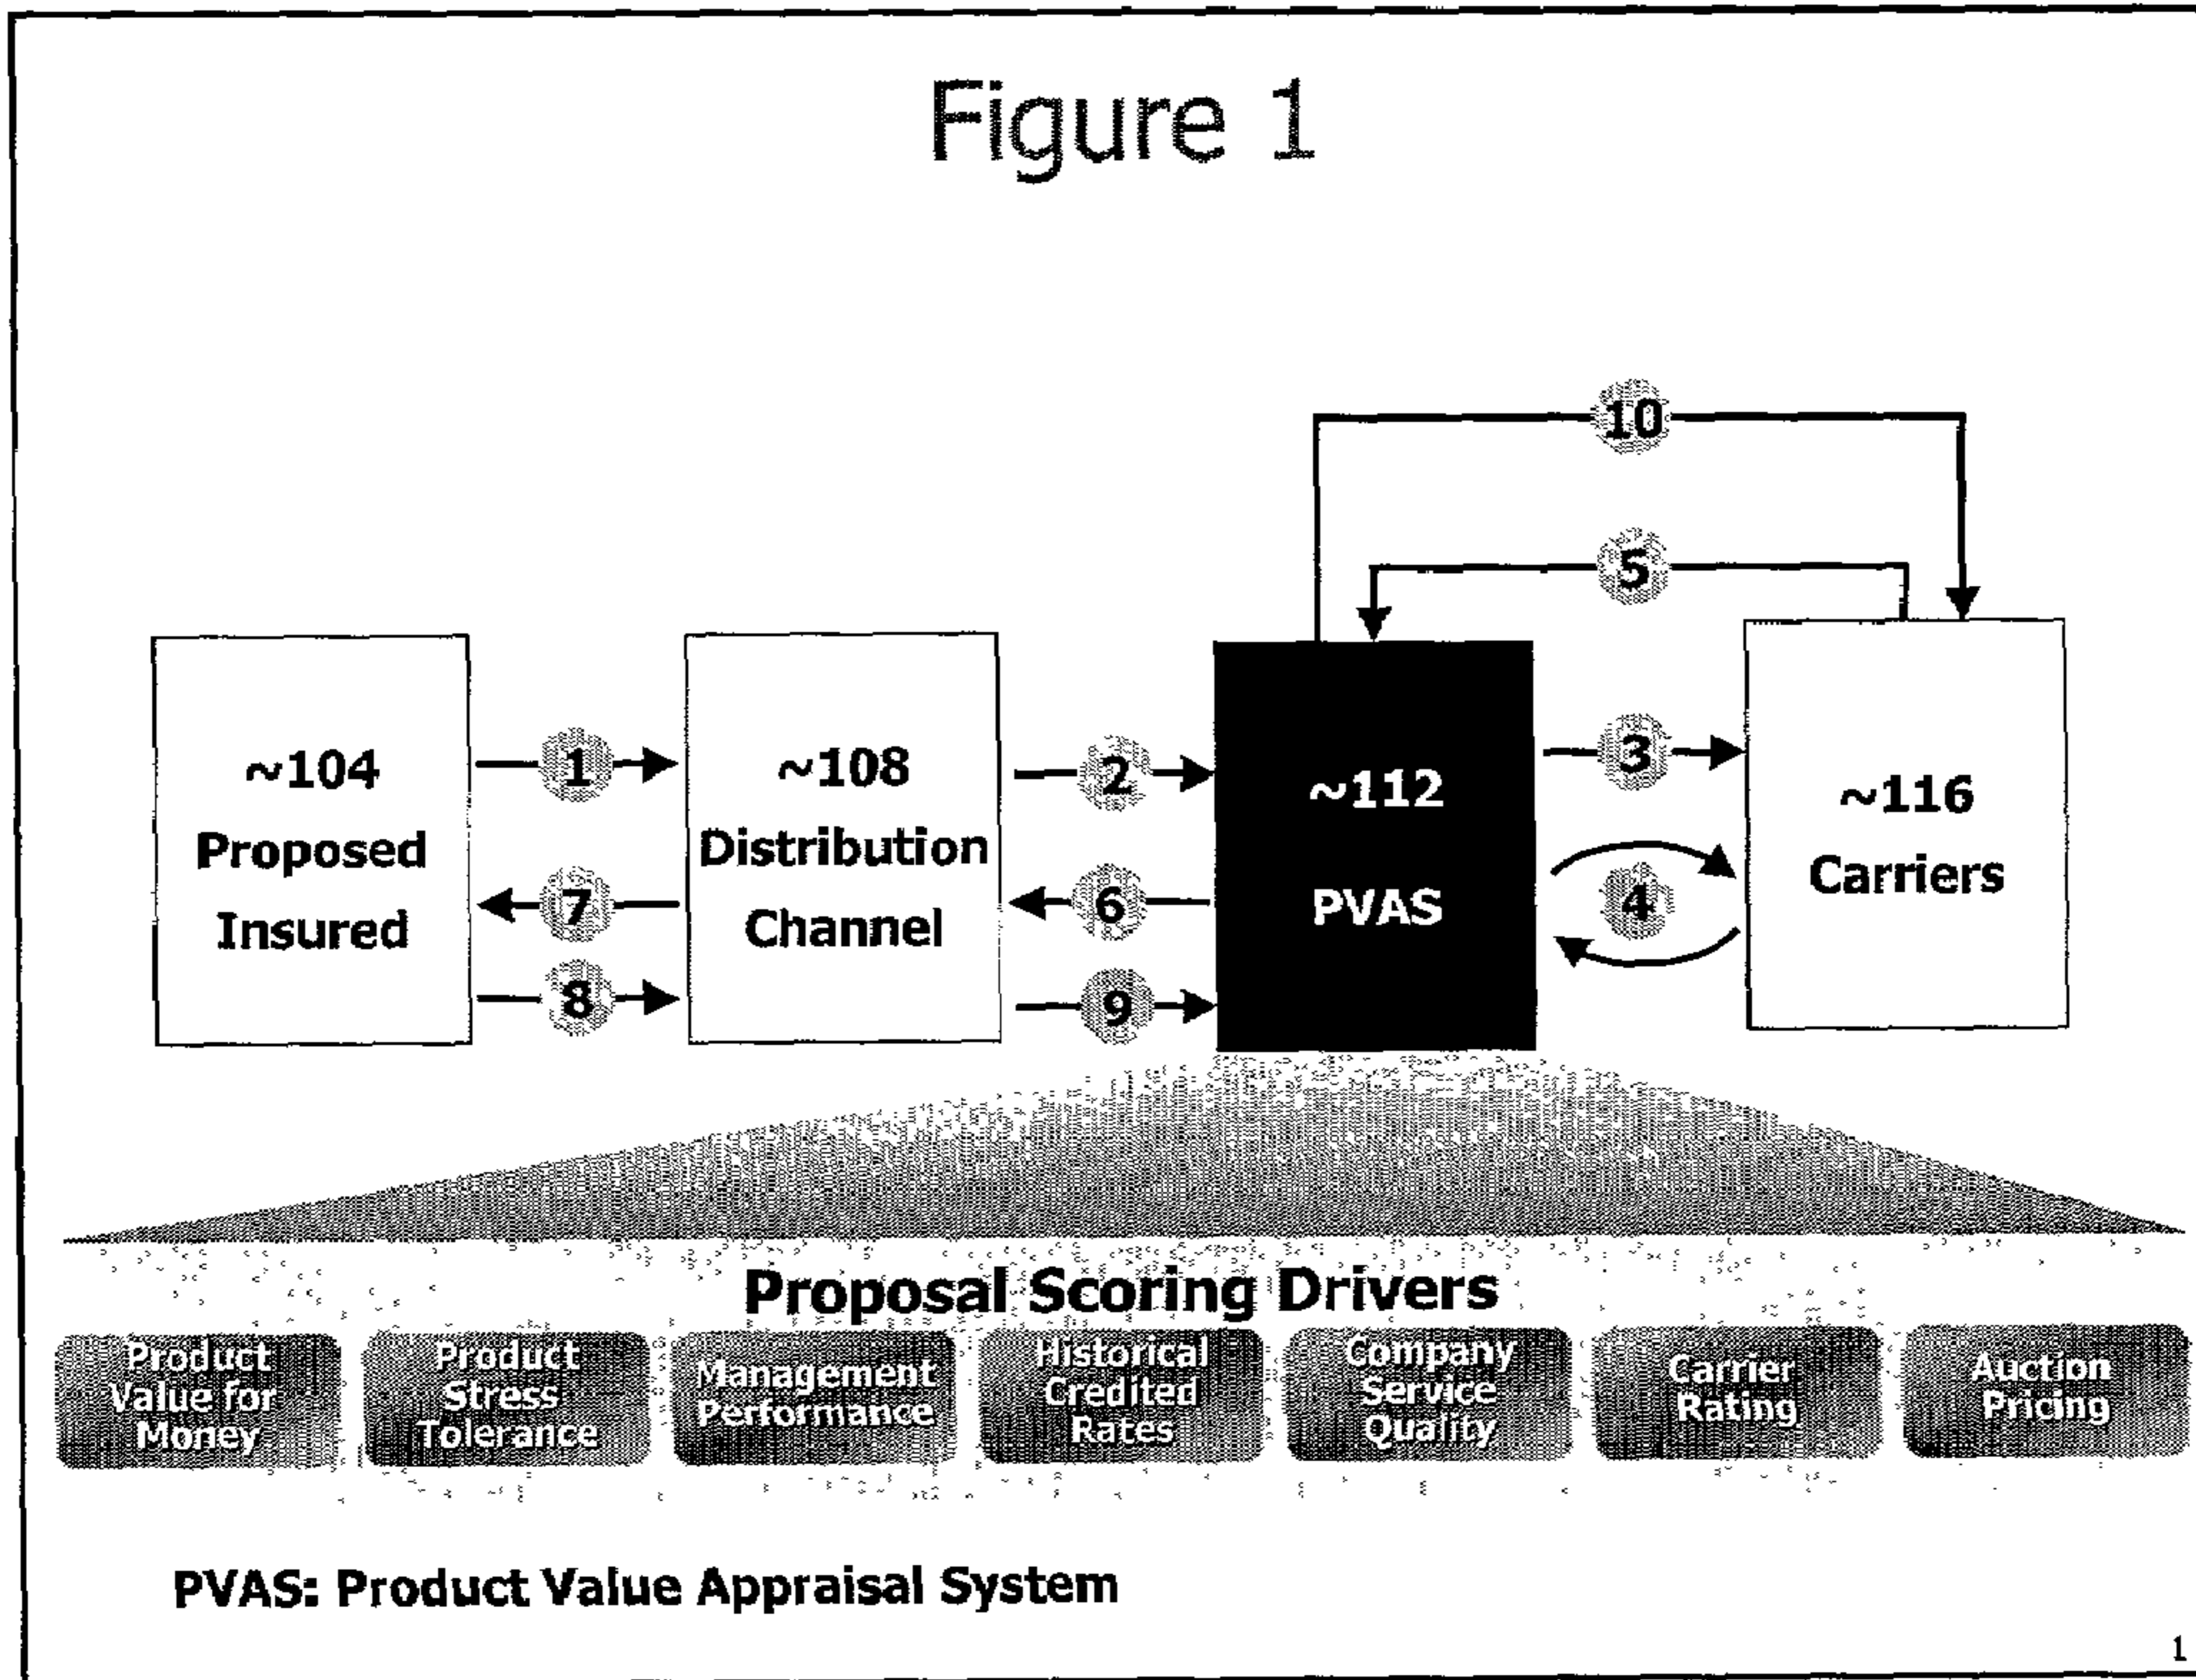 Figure 1
10
5
~104
Proposed
Insured
1
7
8
~108
Distribution
Channel
2
6
9
~112
PVAS
3
4
~116
Carriers
Proposal Scoring Drivers
Product
Value for
Money
Product
Stress
Tolerance
Management
Performance
Historical
Credited
Rates
Company
Service
Quality
Carrier
Rating
Auction
Pricing
PVAS: Product Value Appraisal System
1